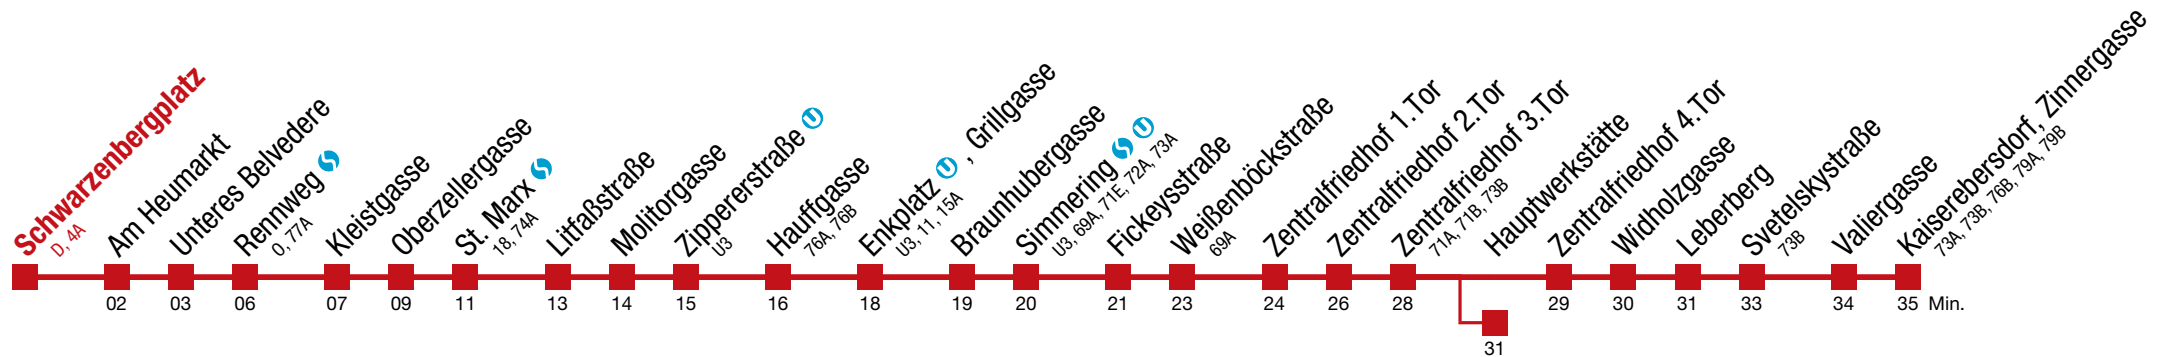 Schwarzenbergplatz
D, 4A
Am Heumarkt
Unteres Belvedere
Rennweg
O, 77A
Kleistgasse
Oberzellergasse
St. Marx
18, 74A
Litfaßstraße
Molitorgasse
Zippererstraße U
U3
Hauffgasse
76A, 76B
Enkplatz U , Grillgasse
U3, 11, 15A
Braunhubergasse
Simmering U
U3, 69A, 71E, 72A, 73A
Fickeysstraße
Weißenböckstraße
69A
Zentralfriedhof 1.Tor
Zentralfriedhof 2.Tor
Zentralfriedhof 3.Tor
71A, 71B, 73B
Hauptwerkstätte
Zentralfriedhof 4.Tor
Widholzgasse
Leberberg
Svetelskystraße
73B
Valiergasse
Kaiserebersdorf, Zinnergasse
73A, 73B, 76B, 79A, 79B
02 03 06 07 09 11 13 14 15 16 18 19 20 21 23 24 26 28 29 30 31 33 34 35 Min.
31